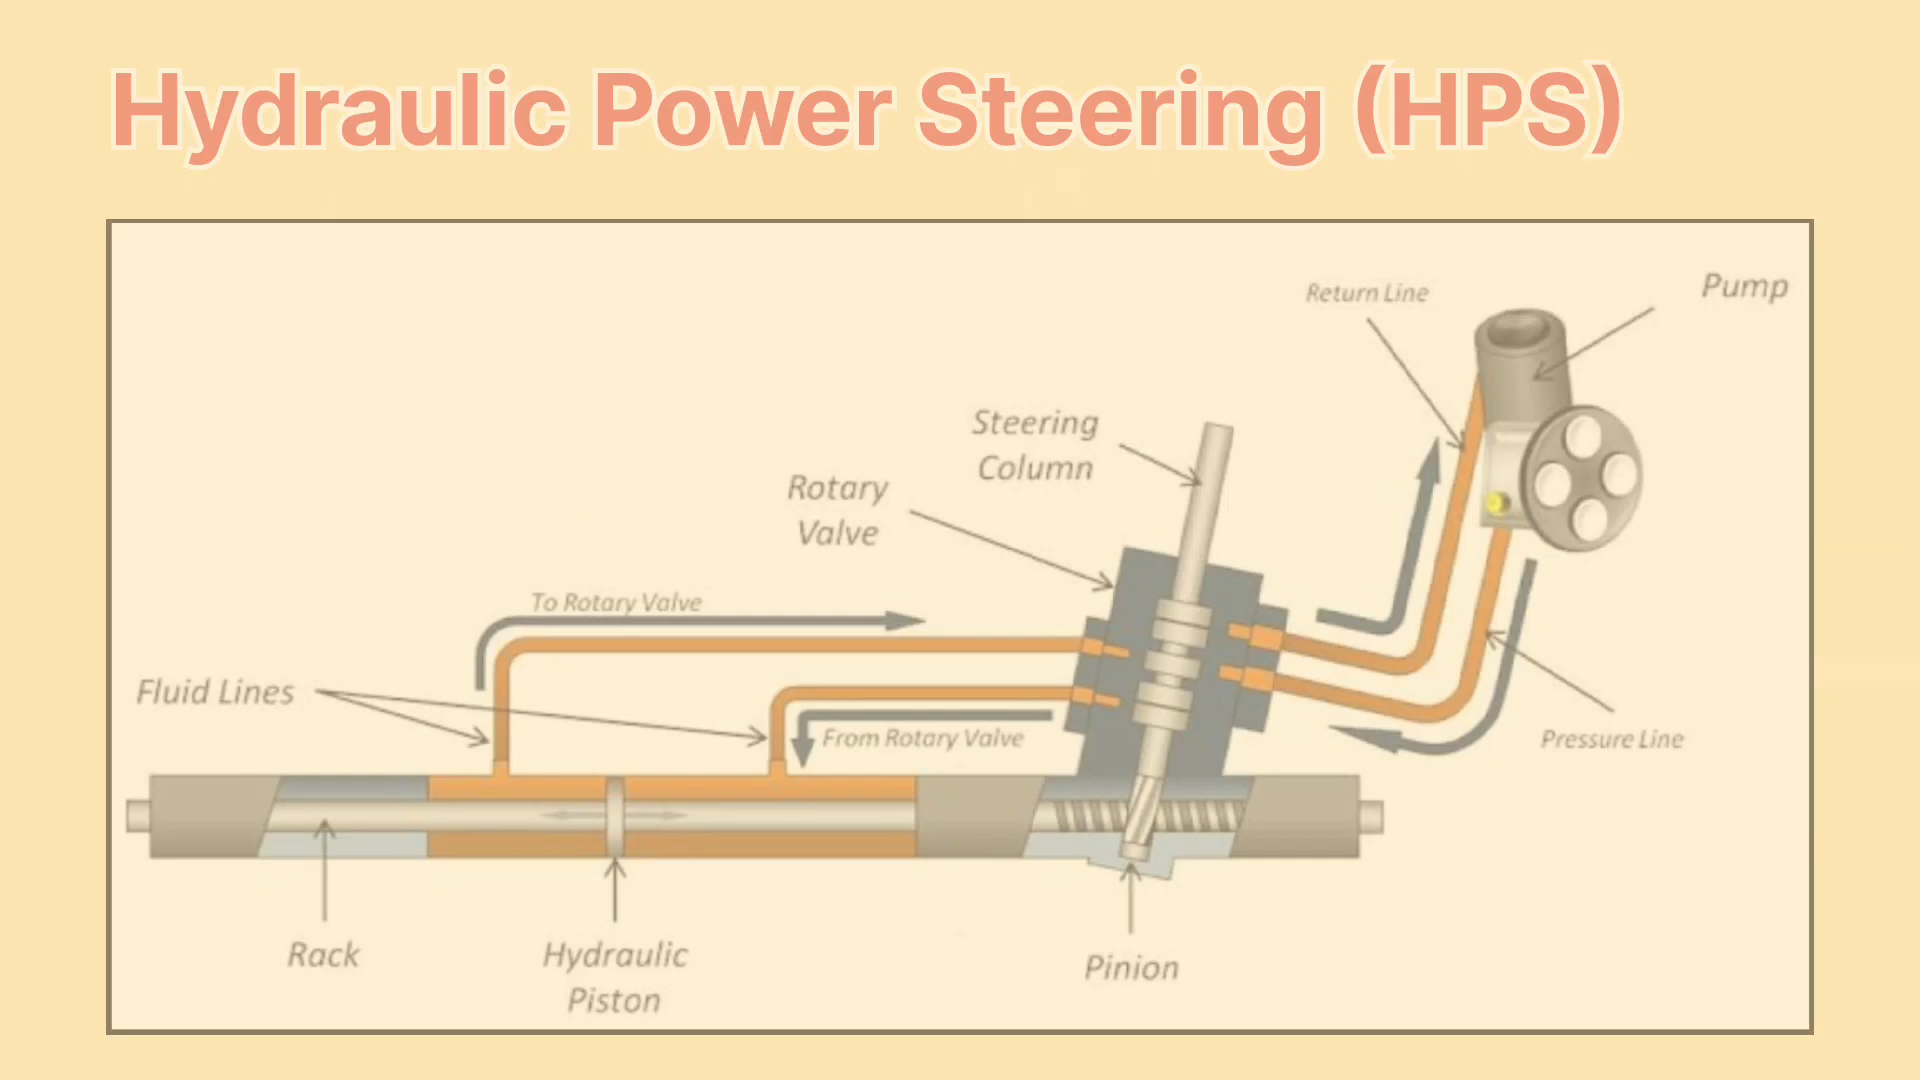 Hydraulic Power Steering (HPS)
Return Line
Pump
Steering
Column
Rotary
Valve
To Rotary Valve
Fluid Lines
From Rotary Valve
Pressure Line
Rack
Hydraulic
Piston
Pinion